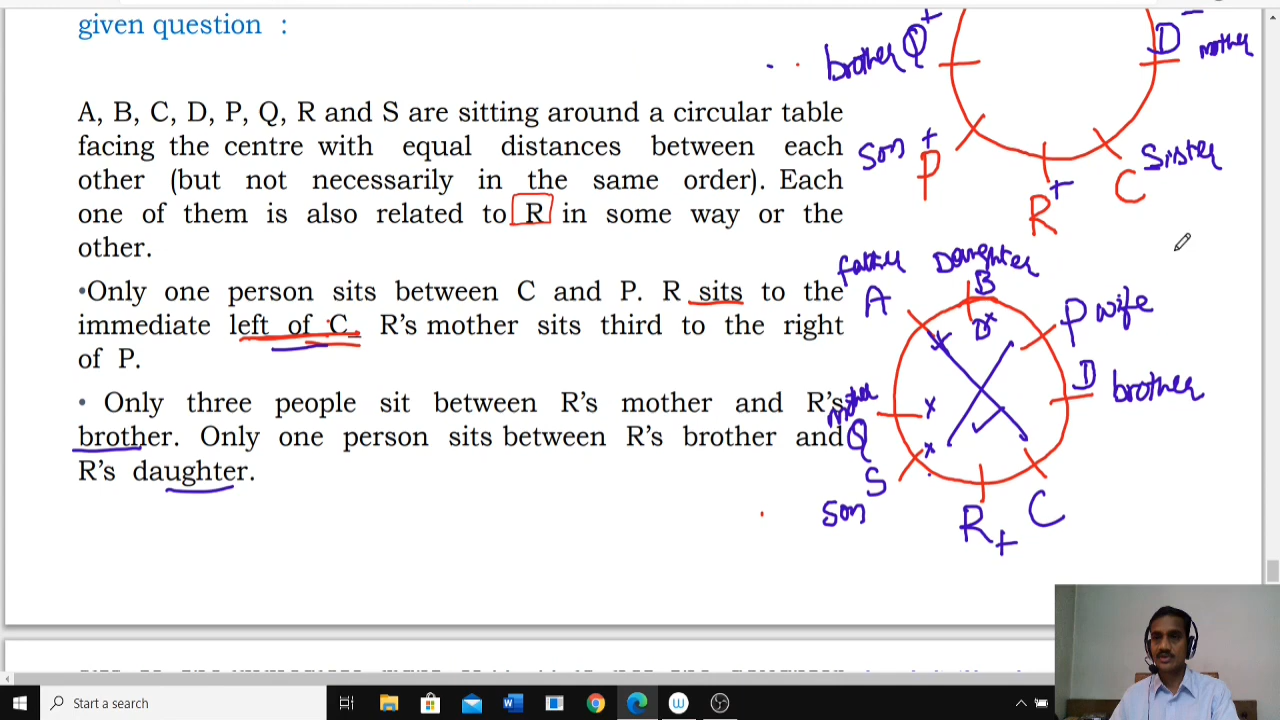 given question :
A, B, C, D, P, Q, R and S are sitting around a circular table
facing the centre with equal distances between each
other (but not necessarily in the same order). Each
one of them is also related to R in some way or the
other.
•Only one person sits between C and P. R sits to the
immediate left of C. R's mother sits third to the right
of P.
• Only three people sit between R's mother and R's
brother. Only one person sits between R's brother and
R's daughter.
brother Q+
D-
mother
son + P
R+
C
Sister
father
A
Daughter
B
D×
P wife
D brother
mother
Q
S
son
R+
C
Start a search